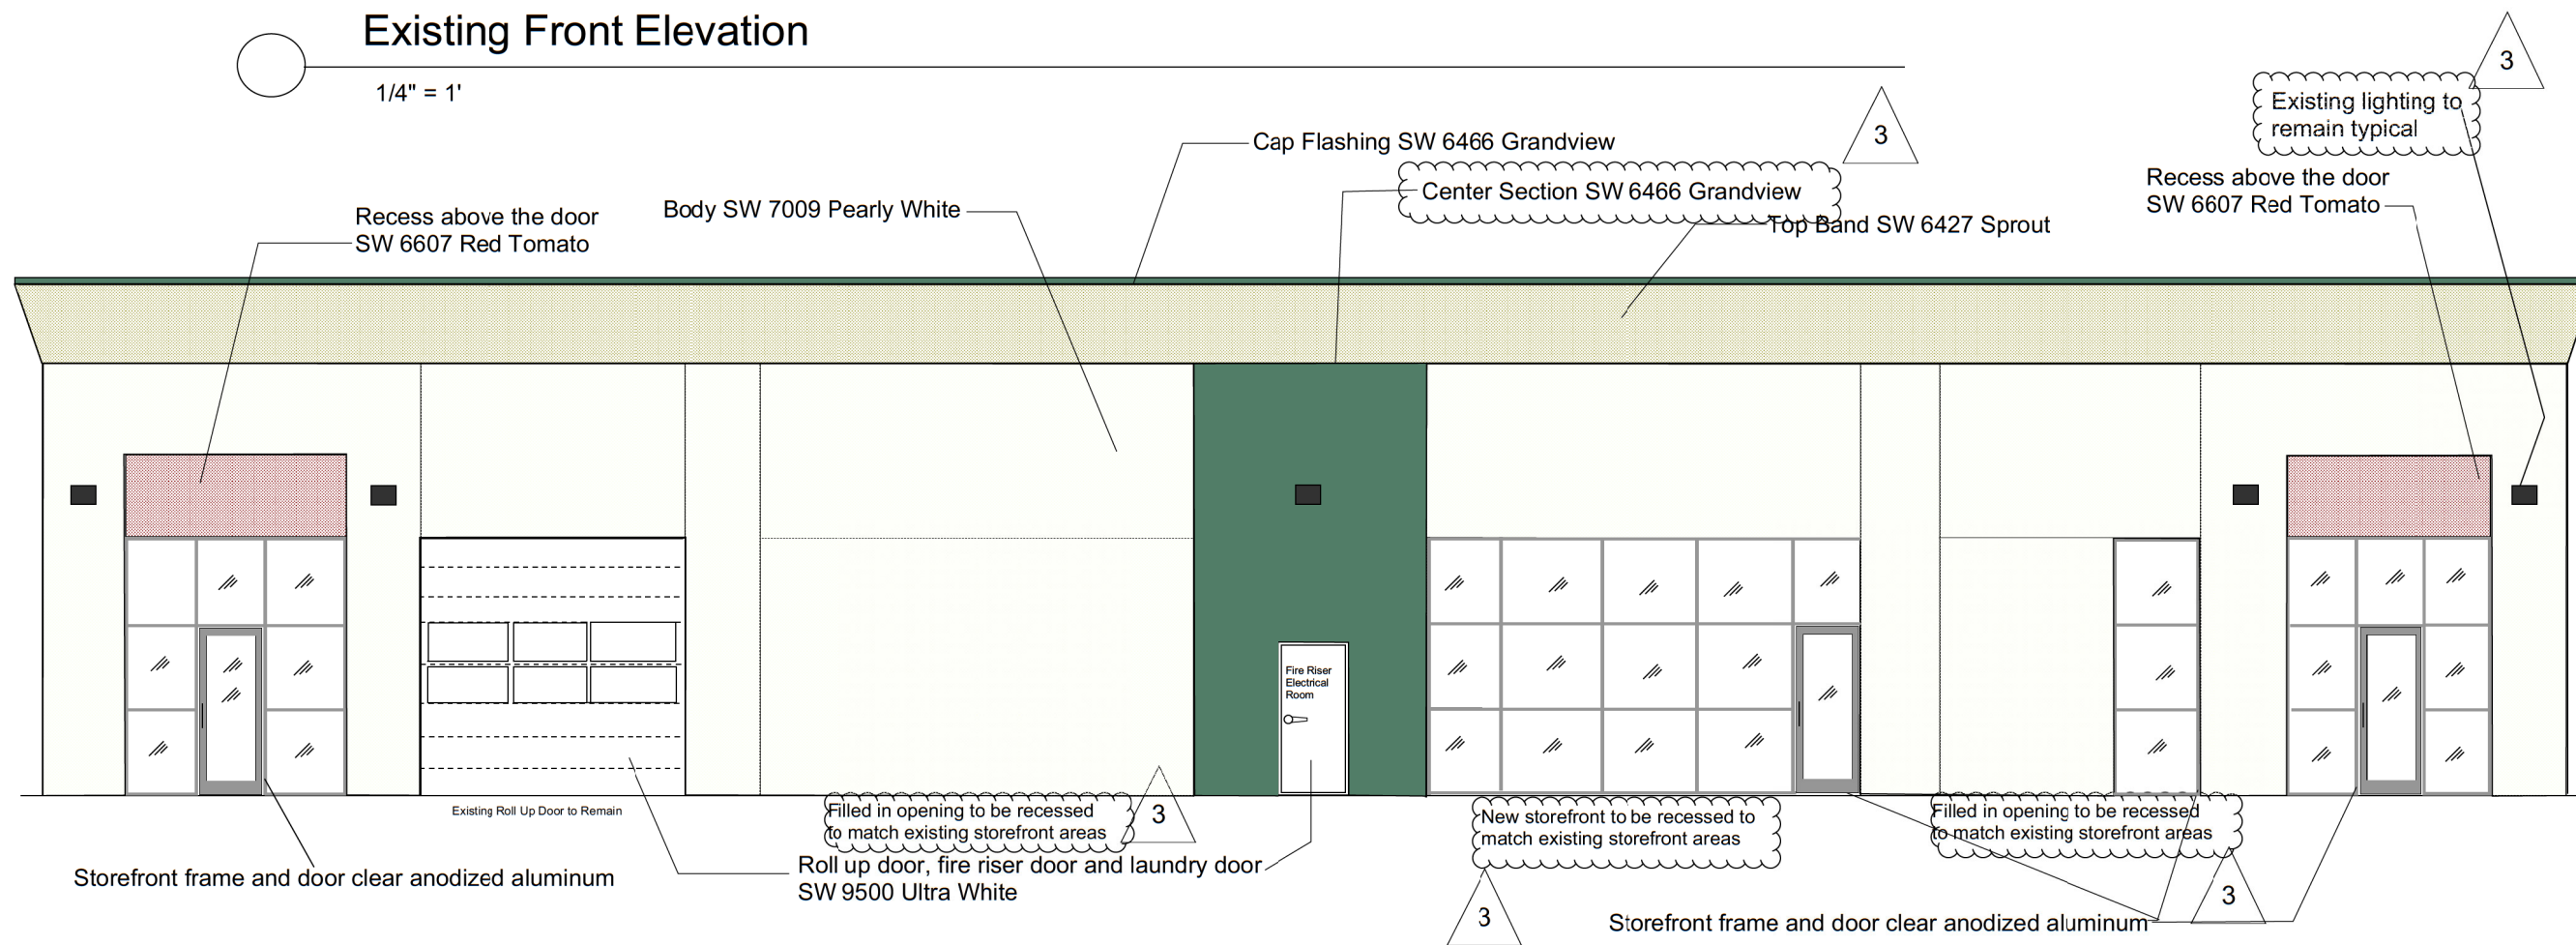 Existing Front Elevation
1/4" = 1'
3
Existing lighting to
remain typical
3
Cap Flashing SW 6466 Grandview
Center Section SW 6466 Grandview
Top Band SW 6427 Sprout
Recess above the door
SW 6607 Red Tomato
Body SW 7009 Pearly White
Recess above the door
SW 6607 Red Tomato
Fire Riser
Electrical
Room
Existing Roll Up Door to Remain
Filled in opening to be recessed
to match existing storefront areas
3
New storefront to be recessed to
match existing storefront areas
3
Filled in opening to be recessed
to match existing storefront areas
3
Storefront frame and door clear anodized aluminum
Roll up door, fire riser door and laundry door
SW 9500 Ultra White
Storefront frame and door clear anodized aluminum